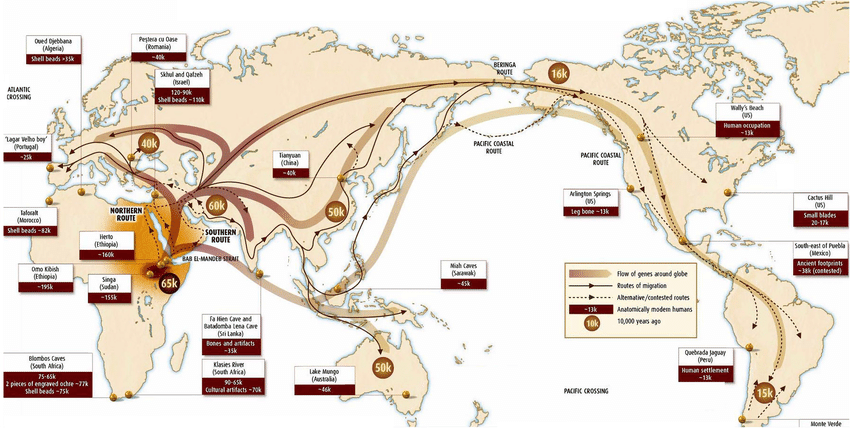 Oued Djebbana
(Algeria)
Shell beads >35k
Peştera cu Oase
(Romania)
~40k
Skhul and Qafzeh
(Israel)
120-90k
Shell beads ~110k
ATLANTIC
CROSSING
'Lagar Velho boy'
(Portugal)
~25k
Taforalt
(Morocco)
Shell beads ~82k
Herto
(Ethiopia)
~160k
Omo Kibish
(Ethiopia)
~195k
Singa
(Sudan)
~155k
Blombos Caves
(South Africa)
75-65k
2 pieces of engraved ochre ~77k
Shell beads ~75k
Klasies River
(South Africa)
90-65k
Cultural artifacts ~70k
Fa Hien Cave and
Batadomba Lena Cave
(Sri Lanka)
Bones and artifacts
~35k
NORTHERN
ROUTE
SOUTHERN
ROUTE
BAB EL-MANDEB STRAIT
40k
60k
65k
50k
50k
16k
15k
Tianyuan
(China)
~40k
Niah Caves
(Sarawak)
~45k
Lake Mungo
(Australia)
~46k
BERINGA
ROUTE
PACIFIC COASTAL
ROUTE
PACIFIC COASTAL
ROUTE
Wally's Beach
(US)
Human occupation
~13k
Arlington Springs
(US)
Leg bone ~13k
Cactus Hill
(US)
Small blades
20-17k
South-east of Puebla
(Mexico)
Ancient footprints
~38k (contested)
Flow of genes around globe
Routes of migration
Alternative/contested routes
~13k Anatomically modern humans
10k 10,000 years ago
Quebrada Jaguay
(Peru)
Human settlement
~13k
PACIFIC CROSSING
Monte Verde